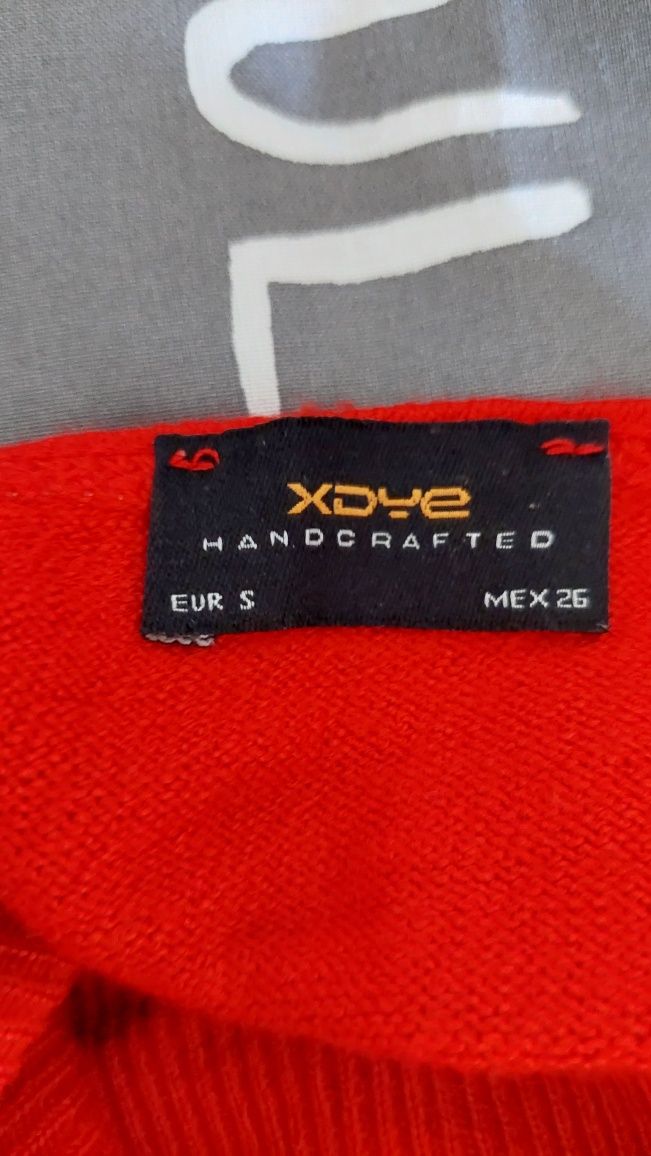 XDYE
HANDCRAFTED
EUR S
MEX 26